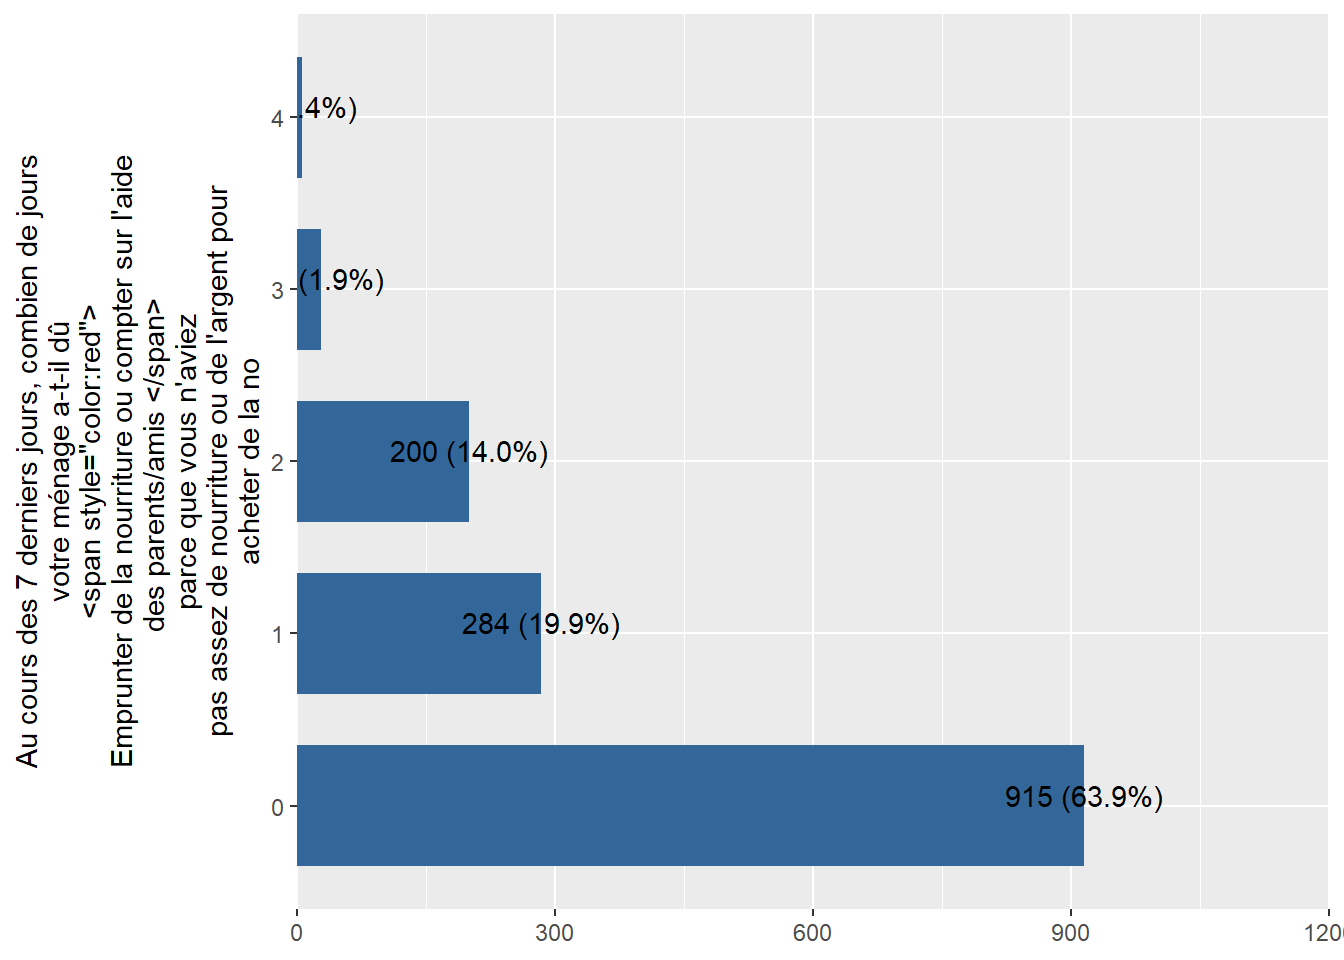 Au cours des 7 derniers jours, combien de jours
votre ménage a-t-il dû
<span style="color:red">
Emprunter de la nourriture ou compter sur l'aide
des parents/amis </span>
parce que vous n'aviez
pas assez de nourriture ou de l'argent pour
acheter de la no
4
.4%)
3
(1.9%)
2
200 (14.0%)
1
284 (19.9%)
0
915 (63.9%)
0
300
600
900
1200